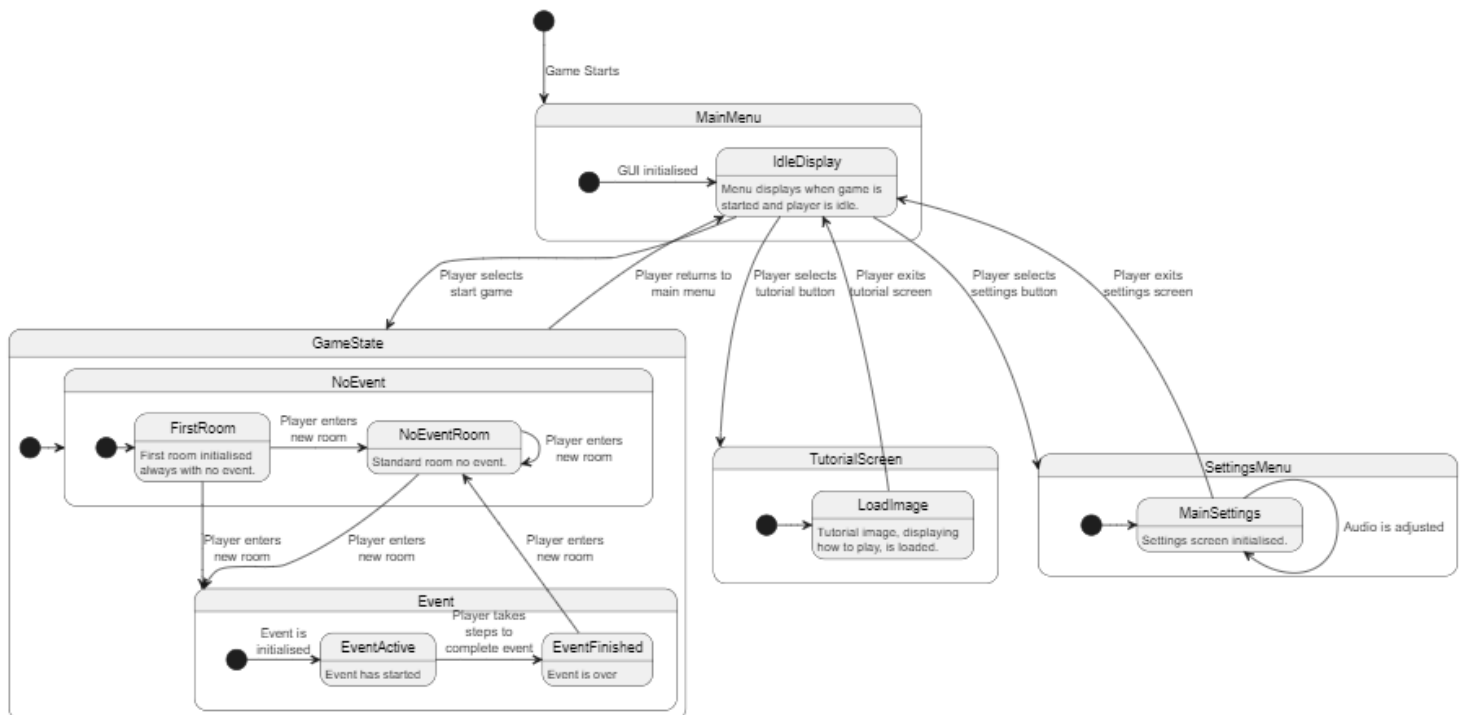 Game Starts
MainMenu
GUI initialised
IdleDisplay
Menu displays when game is
started and player is idle.
Player selects
start game
Player returns to
main menu
Player selects
tutorial button
Player exits
tutorial screen
Player selects
settings button
Player exits
settings screen
GameState
NoEvent
FirstRoom
First room initialised
always with no event.
Player enters
new room
NoEventRoom
Standard room no event.
Player enters
new room
Player enters
new room
Player enters
new room
Player enters
new room
Event
Event is
initialised
EventActive
Event has started
Player takes
steps to
complete event
EventFinished
Event is over
TutorialScreen
LoadImage
Tutorial image, displaying
how to play, is loaded.
SettingsMenu
MainSettings
Settings screen initialised.
Audio is adjusted